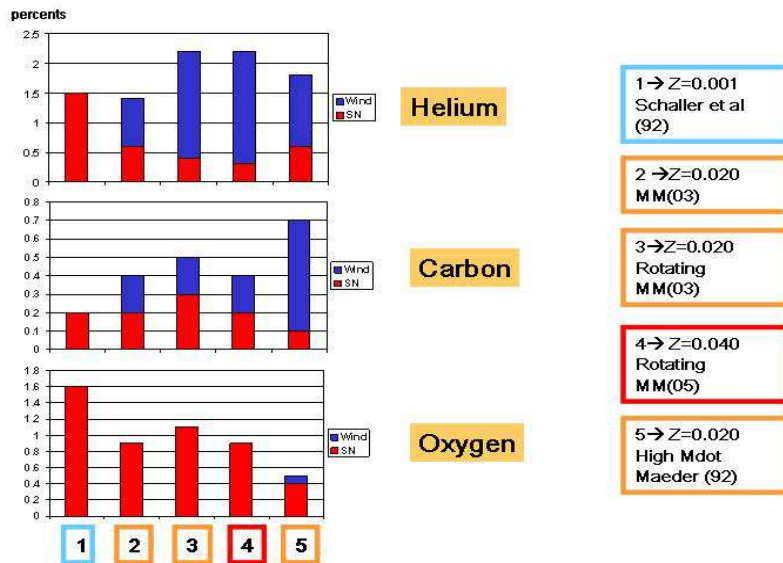 percents
2.5
2
1.5
1
0.5
0
Wind
SN
Helium
0.8
0.7
0.6
0.5
0.4
0.3
0.2
0.1
0
Wind
SN
Carbon
1.8
1.6
1.4
1.2
1
0.8
0.6
0.4
0.2
0
Wind
SN
Oxygen
1 2 3 4 5
1→Z=0.001
Schaller et al
(92)
2 →Z=0.020
MM(03)
3→Z=0.020
Rotating
MM(03)
4→Z=0.040
Rotating
MM(05)
5→Z=0.020
High Mdot
Maeder (92)